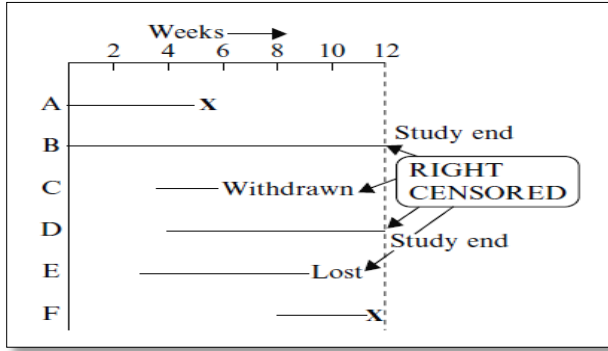 Weeks
2 4 6 8 10 12
A X
B Study end
RIGHT
CENSORED
C Withdrawn
D Study end
E Lost
F X